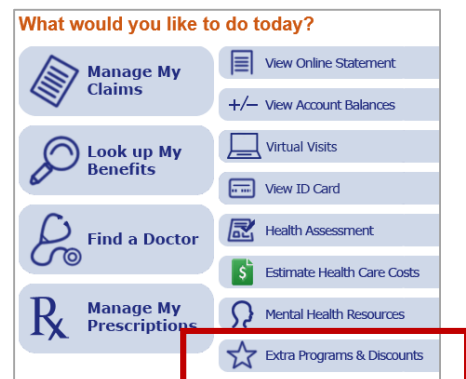 What would you like to do today?
Manage My
Claims
Look up My
Benefits
Find a Doctor
Rx
Manage My
Prescriptions
View Online Statement
+/– View Account Balances
Virtual Visits
View ID Card
Health Assessment
$ Estimate Health Care Costs
Mental Health Resources
Extra Programs & Discounts